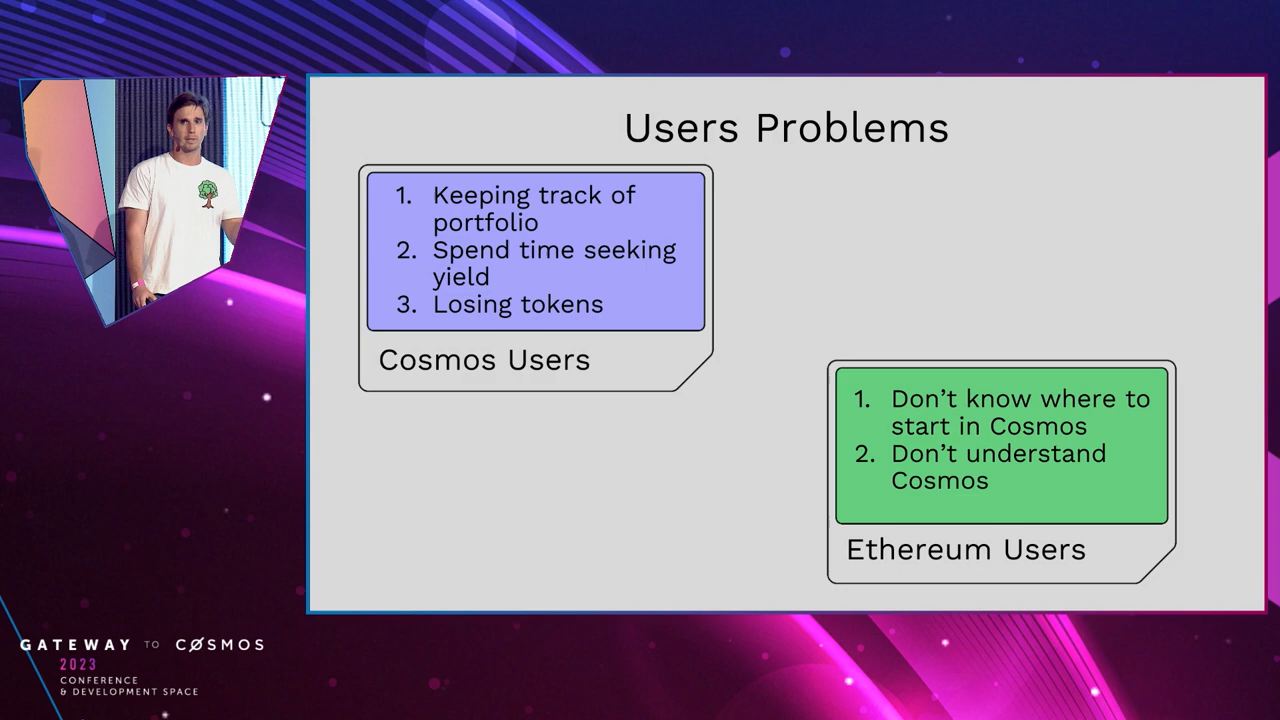 Users Problems
1. Keeping track of
portfolio
2. Spend time seeking
yield
3. Losing tokens
Cosmos Users
1. Don’t know where to
start in Cosmos
2. Don’t understand
Cosmos
Ethereum Users
GATEWAY TO CØSMOS
2023
CONFERENCE
& DEVELOPMENT SPACE